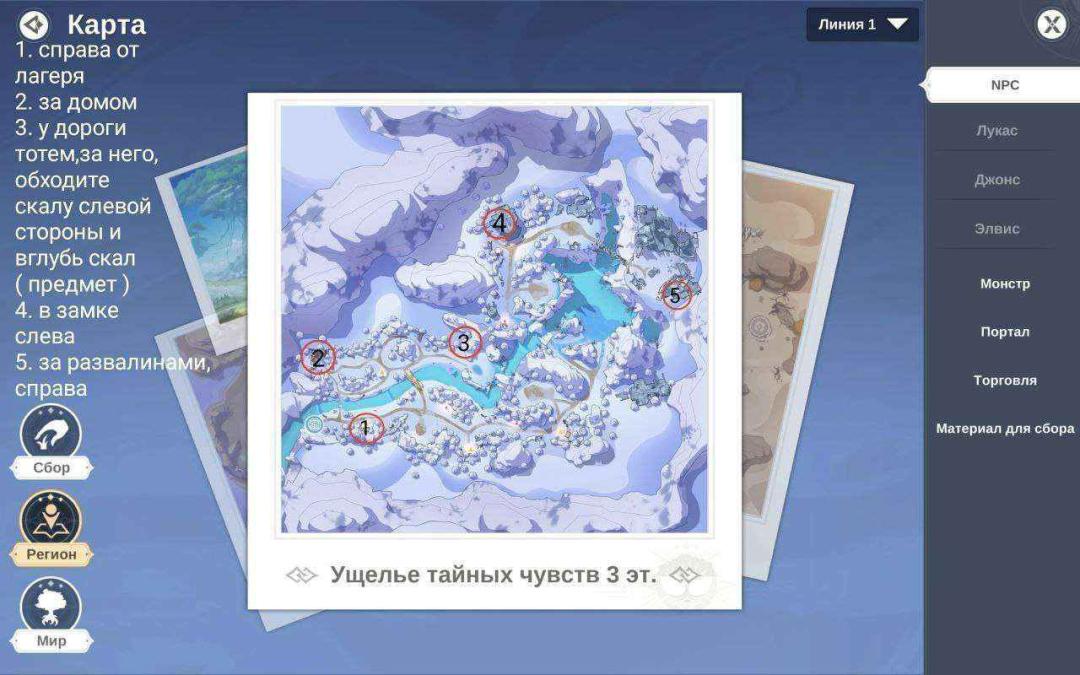 Карта
1. справа от
лагеря
2. за домом
3. у дороги
тотем,за него,
обходите
скалу слевой
стороны и
вглубь скал
( предмет )
4. в замке
слева
5. за развалинами,
справа
Сбор
Регион
Мир
4
5
3
2
1
Ущелье тайных чувств 3 эт.
Линия 1
X
NPC
Лукас
Джонс
Элвис
Монстр
Портал
Торговля
Материал для сбора